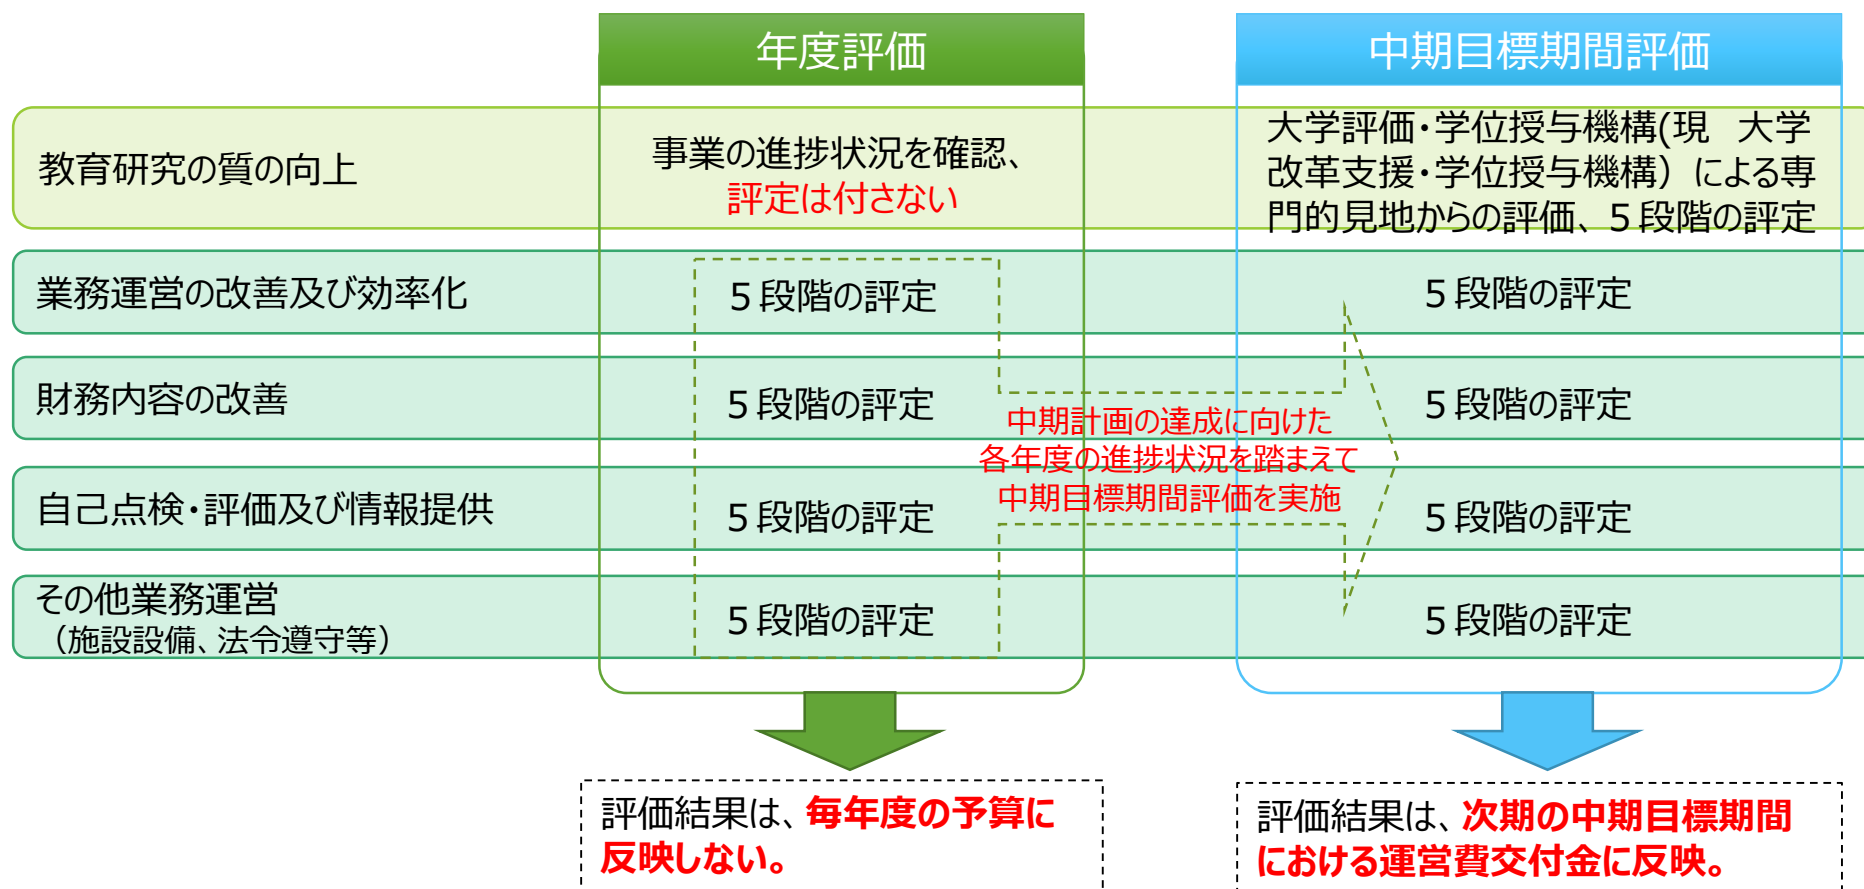 年度評価
中期目標期間評価
教育研究の質の向上
事業の進捗状況を確認、
評定は付さない
大学評価・学位授与機構(現　大学
改革支援・学位授与機構）による専
門的見地からの評価、５段階の評定
業務運営の改善及び効率化
５段階の評定
５段階の評定
財務内容の改善
５段階の評定
５段階の評定
中期計画の達成に向けた
各年度の進捗状況を踏まえて
中期目標期間評価を実施
自己点検・評価及び情報提供
５段階の評定
５段階の評定
その他業務運営
（施設設備、法令遵守等）
５段階の評定
５段階の評定
評価結果は、毎年度の予算に
反映しない。
評価結果は、次期の中期目標期間
における運営費交付金に反映。